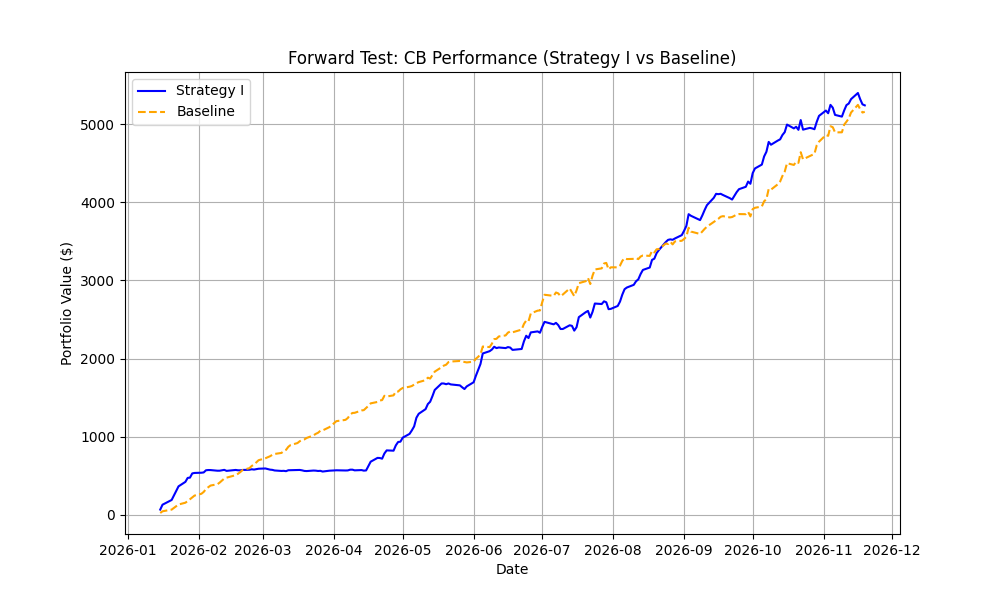 Forward Test: CB Performance (Strategy I vs Baseline)
Strategy I
Baseline
Portfolio Value ($)
5000
4000
3000
2000
1000
0
2026-01 2026-02 2026-03 2026-04 2026-05 2026-06 2026-07 2026-08 2026-09 2026-10 2026-11 2026-12
Date